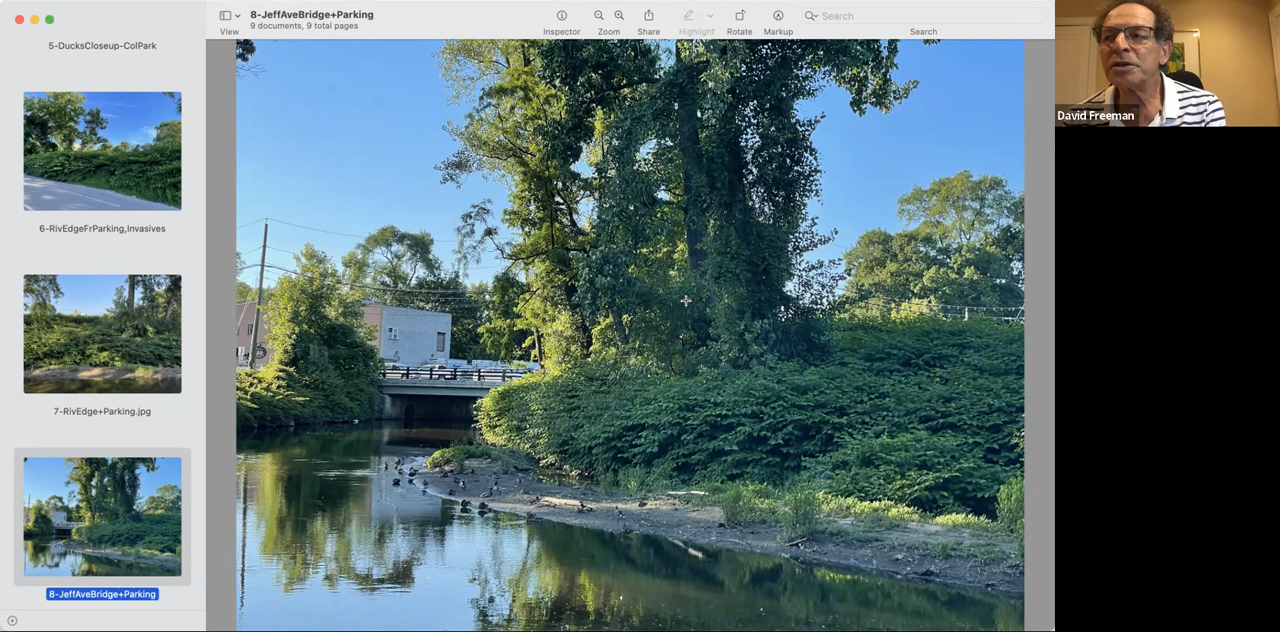 8-JeffAveBridge+Parking
9 documents, 9 total pages
View
Inspector
Zoom
Share
Highlight
Rotate
Markup
Search
Search
5-DucksCloseup-ColPark
6-RivEdgeFrParking,Invasives
7-RivEdge+Parking.jpg
8-JeffAveBridge+Parking
David Freeman